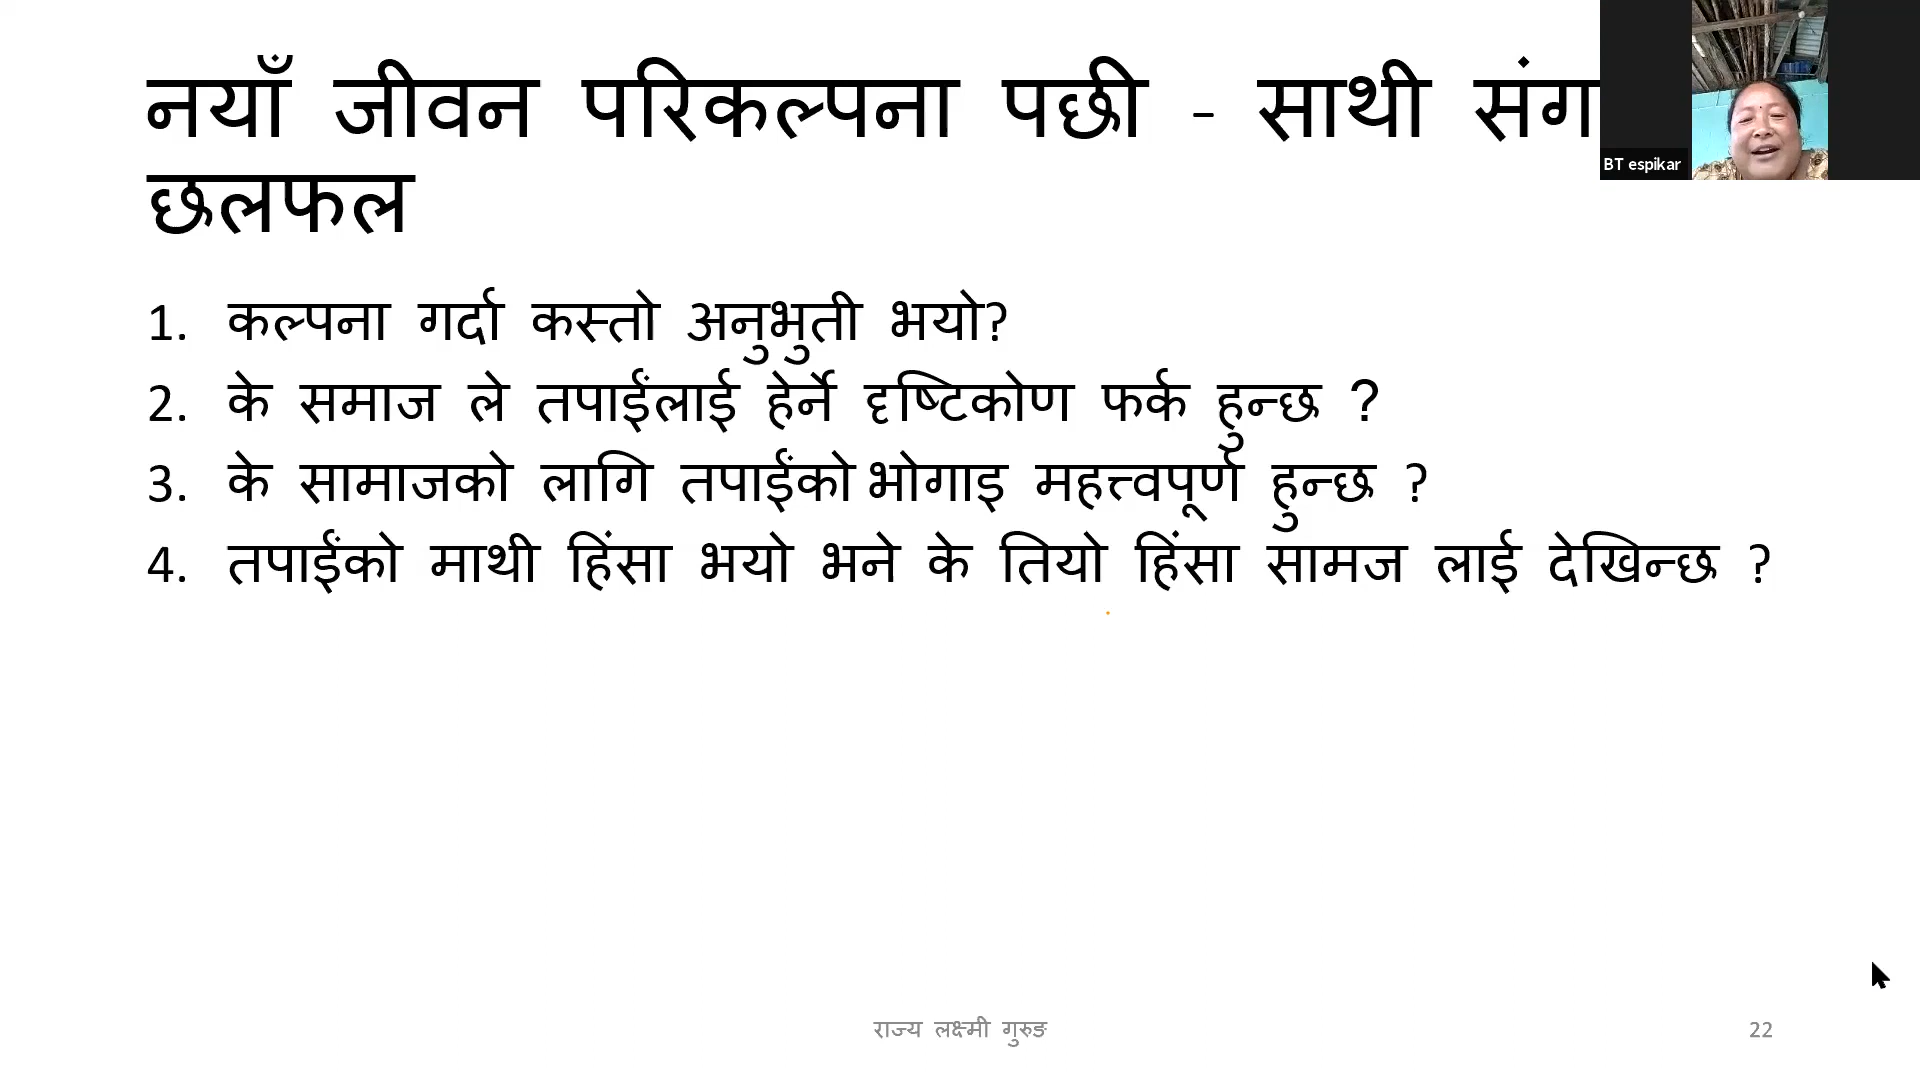 नयाँ जीवन परिकल्पना पछी - साथी संग
छलफल
BT espikar
1. कल्पना गर्दा कस्तो अनुभुती भयो?
2. के समाज ले तपाईंलाई हेर्ने दृष्टिकोण फर्क हुन्छ ?
3. के सामाजको लागि तपाईंको भोगाइ महत्त्वपूर्ण हुन्छ ?
4. तपाईंको माथी हिंसा भयो भने के तियो हिंसा सामज लाई देखिन्छ ?
राज्य लक्ष्मी गुरुङ
22